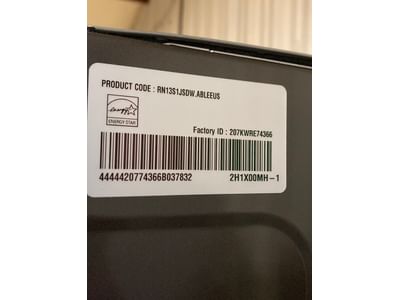 PRODUCT CODE : RN13S1JSDW.ABLEEUS
ENERGY STAR
Factory ID : 207KWRE74366
4444420774366B037832
2H1X00MH-1